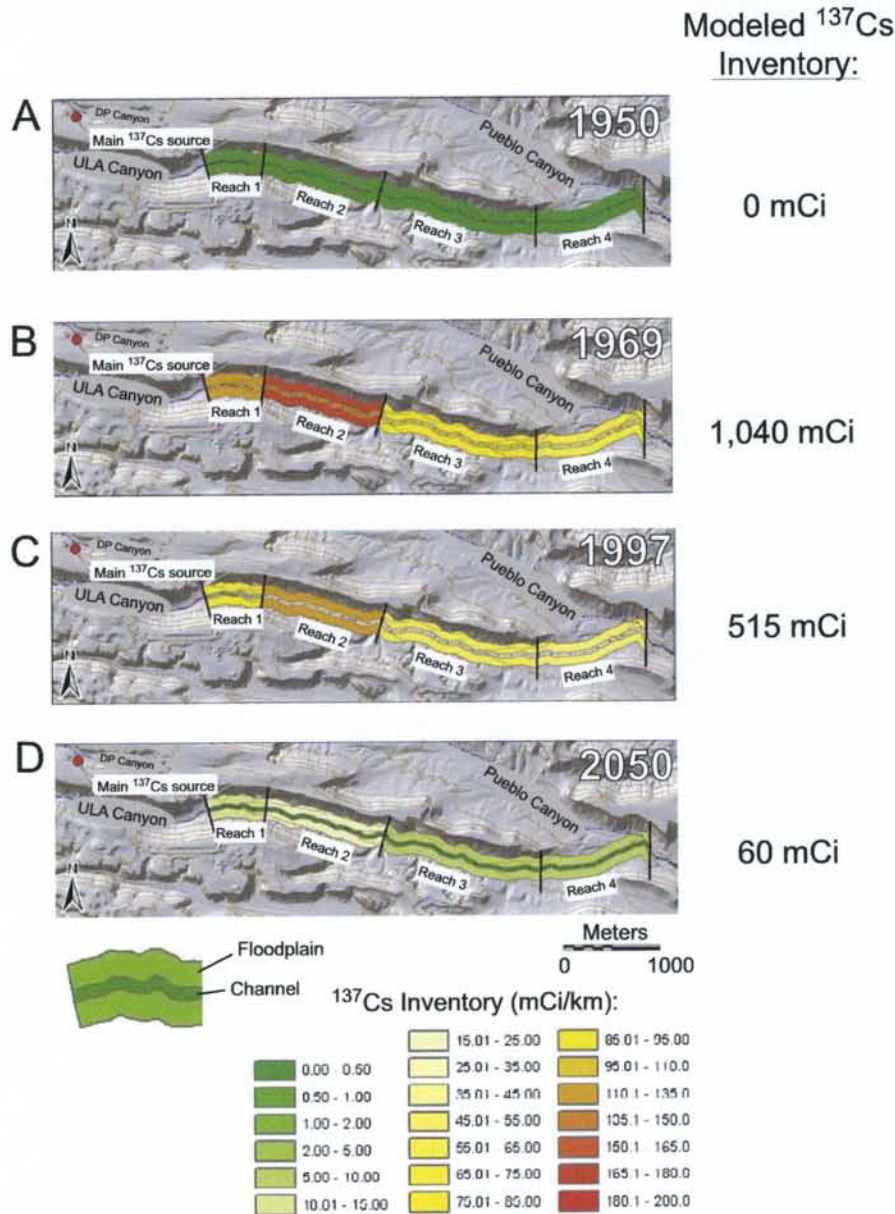 Modeled ¹³⁷Cs
Inventory:
A
DP Canyon
Main ¹³⁷Cs source
ULA Canyon
Pueblo Canyon
1950
Reach 1
Reach 2
Reach 3
Reach 4
N
0 mCi
B
DP Canyon
Main ¹³⁷Cs source
ULA Canyon
Pueblo Canyon
1969
Reach 1
Reach 2
Reach 3
Reach 4
N
1,040 mCi
C
DP Canyon
Main ¹³⁷Cs source
ULA Canyon
Pueblo Canyon
1997
Reach 1
Reach 2
Reach 3
Reach 4
N
515 mCi
D
DP Canyon
Main ¹³⁷Cs source
ULA Canyon
Pueblo Canyon
2050
Reach 1
Reach 2
Reach 3
Reach 4
N
60 mCi
Floodplain
Channel
Meters
0 1000
¹³⁷Cs Inventory (mCi/km):
0.00 - 0.50
0.50 - 1.00
1.00 - 2.00
2.00 - 5.00
5.00 - 10.00
10.01 - 15.00
15.01 - 25.00
25.01 - 35.00
35.01 - 45.00
45.01 - 55.00
55.01 - 65.00
65.01 - 75.00
75.01 - 85.00
85.01 - 95.00
95.01 - 110.0
110.1 - 135.0
135.1 - 150.0
150.1 - 165.0
165.1 - 180.0
180.1 - 200.0